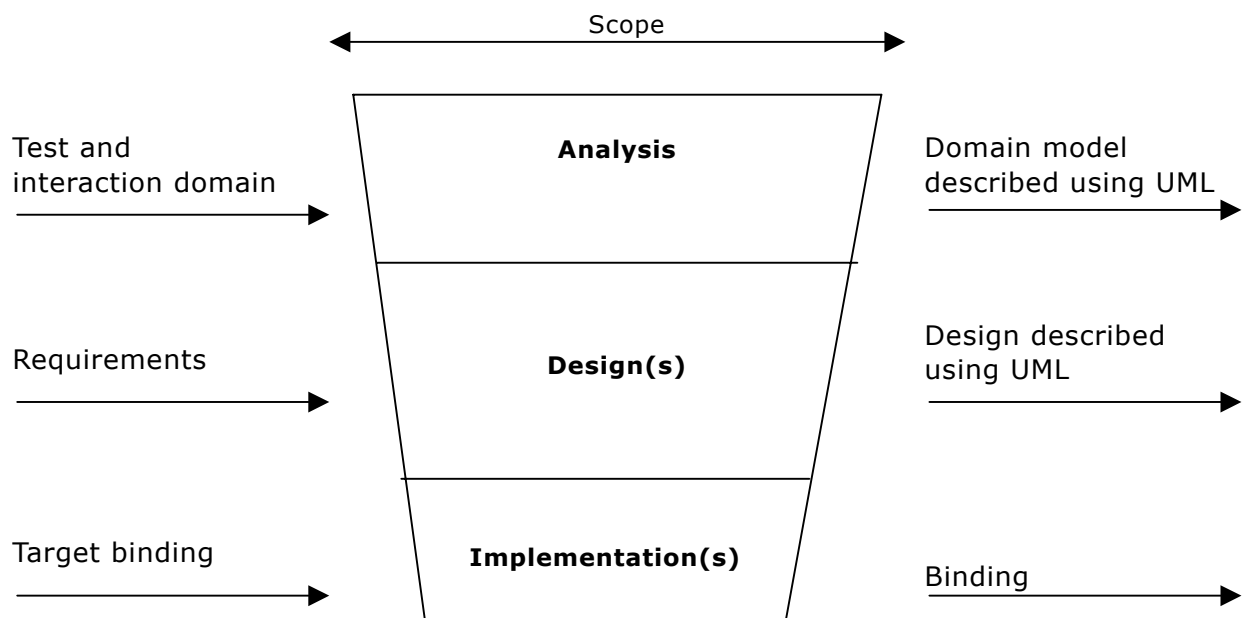 Scope
Test and
interaction domain
Analysis
Domain model
described using UML
Requirements
Design(s)
Design described
using UML
Target binding
Implementation(s)
Binding